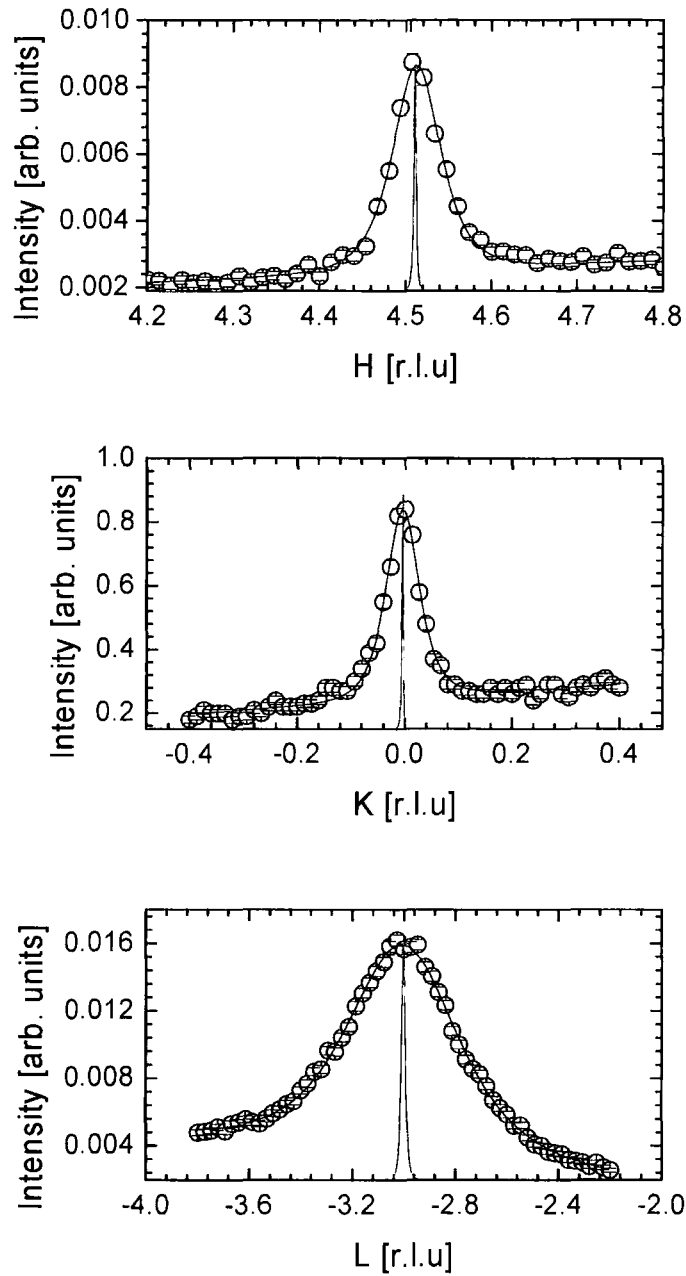 0.010
0.008
0.006
0.004
0.002
Intensity [arb. units]
4.2 4.3 4.4 4.5 4.6 4.7 4.8
H [r.l.u]
1.0
0.8
0.6
0.4
0.2
Intensity [arb. units]
-0.4 -0.2 0.0 0.2 0.4
K [r.l.u]
0.016
0.012
0.008
0.004
Intensity [arb. units]
-4.0 -3.6 -3.2 -2.8 -2.4 -2.0
L [r.l.u]